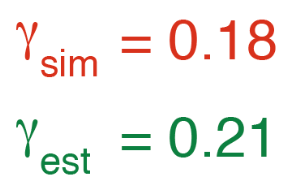 γsim = 0.18
γest = 0.21